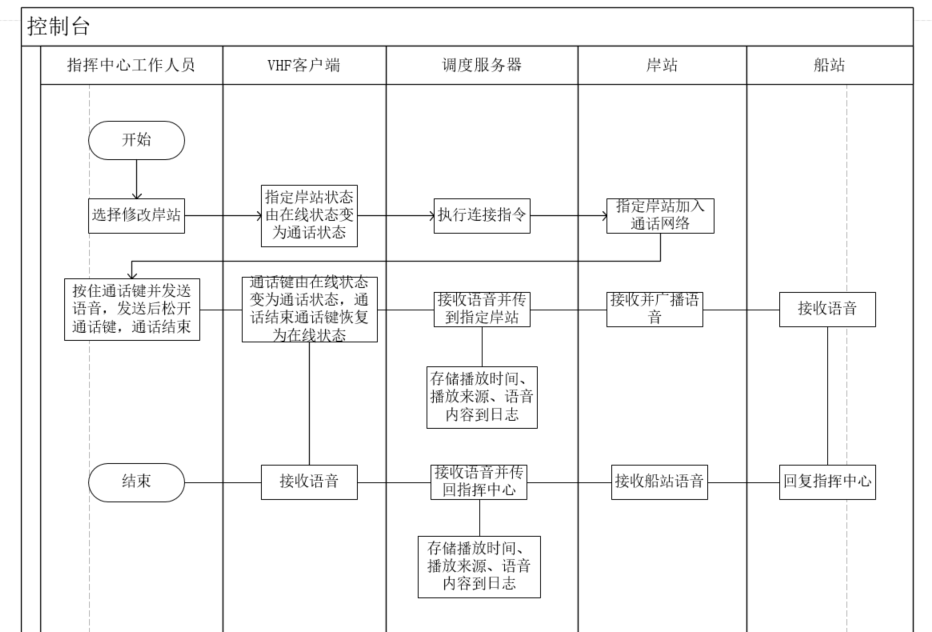 控制台
指挥中心工作人员
VHF客户端
调度服务器
岸站
船站
开始
选择修改岸站
指定岸站状态
由在线状态变
为通话状态
执行连接指令
指定岸站加入
通话网络
按住通话键并发送
语音，发送后松开
通话键，通话结束
通话键由在线状态
变为通话状态，通
话结束通话键恢复
为在线状态
接收语音并传
到指定岸站
接收并广播语
音
接收语音
存储播放时间、
播放来源、语音
内容到日志
结束
接收语音
接收语音并传
回指挥中心
接收船站语音
回复指挥中心
存储播放时间、
播放来源、语音
内容到日志